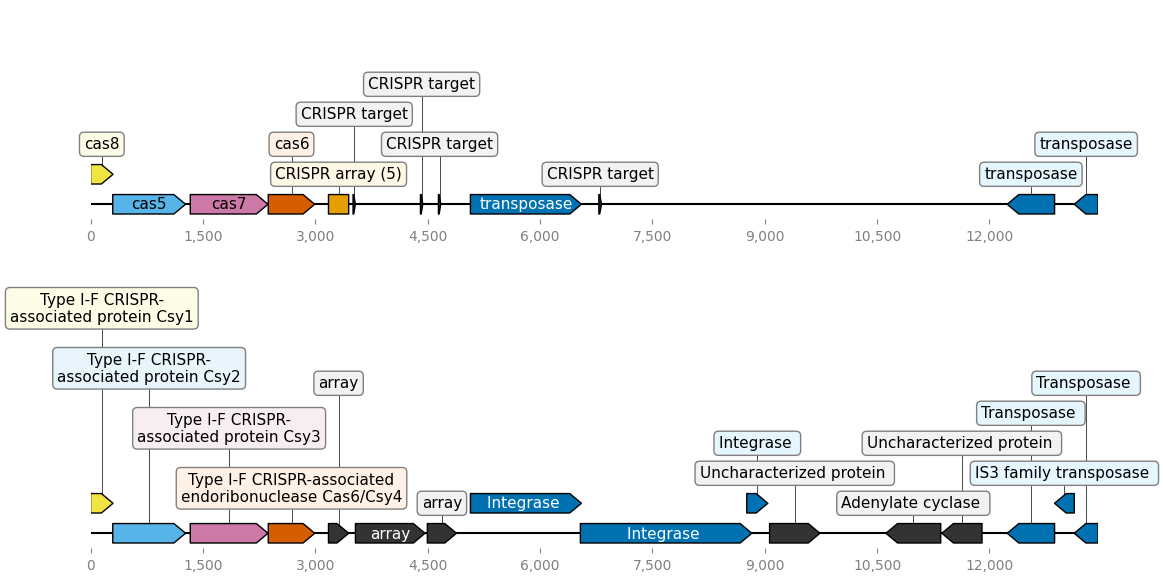 CRISPR target
CRISPR target
cas8
cas6
CRISPR target
transposase
CRISPR array (5)
CRISPR target
transposase
cas5
cas7
transposase
0
1,500
3,000
4,500
6,000
7,500
9,000
10,500
12,000
Type I-F CRISPR-
associated protein Csy1
Type I-F CRISPR-
associated protein Csy2
array
Transposase
Type I-F CRISPR-
associated protein Csy3
Transposase
Integrase
Uncharacterized protein
Type I-F CRISPR-associated
endoribonuclease Cas6/Csy4
Uncharacterized protein
IS3 family transposase
array
Integrase
Adenylate cyclase
array
Integrase
0
1,500
3,000
4,500
6,000
7,500
9,000
10,500
12,000